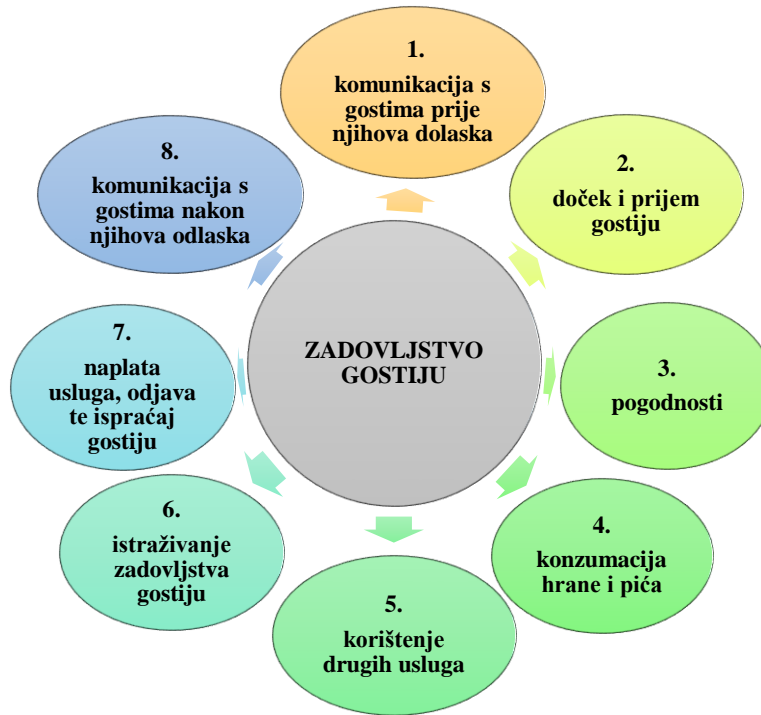 1.
komunikacija s
gostima prije
njihova dolaska
2.
doček i prijem
gostiju
3.
pogodnosti
4.
konzumacija
hrane i pića
5.
korištenje
drugih usluga
6.
istraživanje
zadovljstva
gostiju
7.
naplata
usluga, odjava
te ispraćaj
gostiju
8.
komunikacija s
gostima nakon
njihova odlaska
ZADOVLJSTVO
GOSTIJU